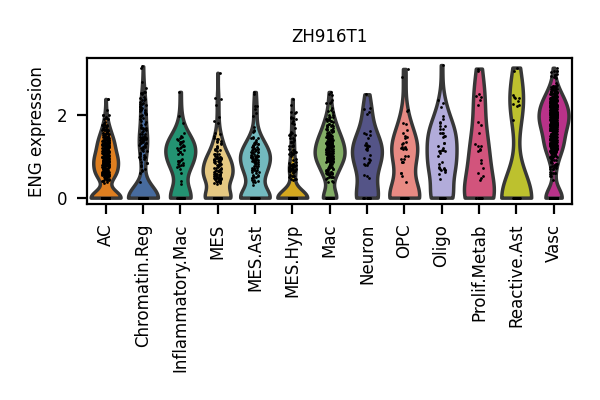 ZH916T1
ENG expression
2
0
AC
Chromatin.Reg
Inflammatory.Mac
MES
MES.Ast
MES.Hyp
Mac
Neuron
OPC
Oligo
Prolif.Metab
Reactive.Ast
Vasc